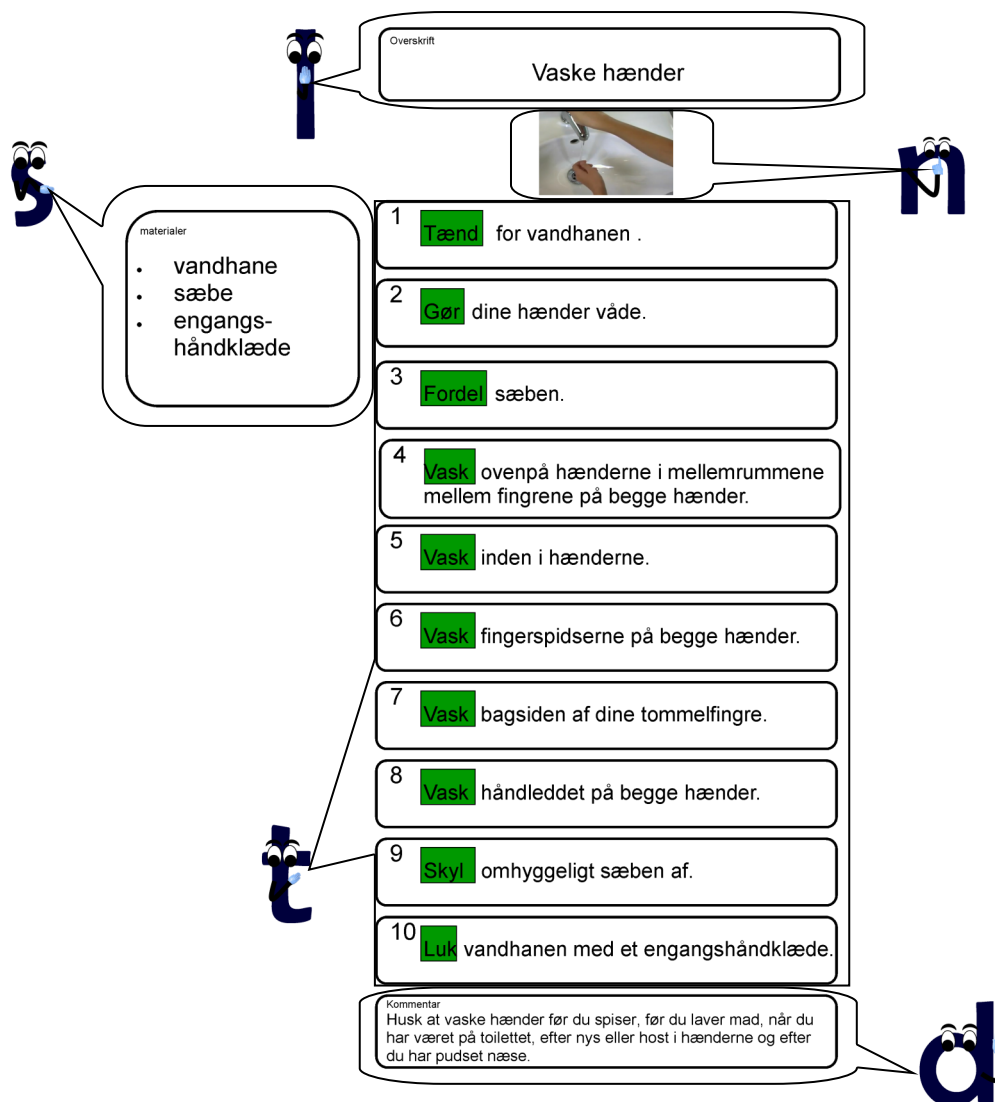 Overskrift
Vaske hænder
materialer
• vandhane
• sæbe
• engangs-
håndklæde
1 Tænd for vandhanen .
2 Gør dine hænder våde.
3 Fordel sæben.
4 Vask ovenpå hænderne i mellemrummene
mellem fingrene på begge hænder.
5 Vask inden i hænderne.
6 Vask fingerspidserne på begge hænder.
7 Vask bagsiden af dine tommelfingre.
8 Vask håndleddet på begge hænder.
9 Skyl omhyggeligt sæben af.
10 Luk vandhanen med et engangshåndklæde.
Kommentar
Husk at vaske hænder før du spiser, før du laver mad, når du
har været på toilettet, efter nys eller host i hænderne og efter
du har pudset næse.
i
s
n
t
d